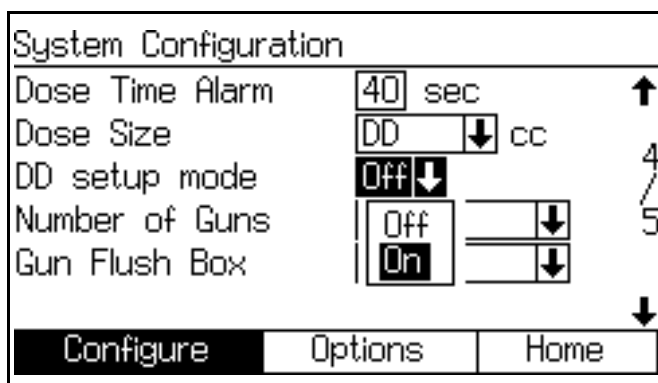 System Configuration
Dose Time Alarm 40 sec
Dose Size DD cc
DD setup mode Off
Number of Guns Off
Gun Flush Box On
4/5
Configure Options Home